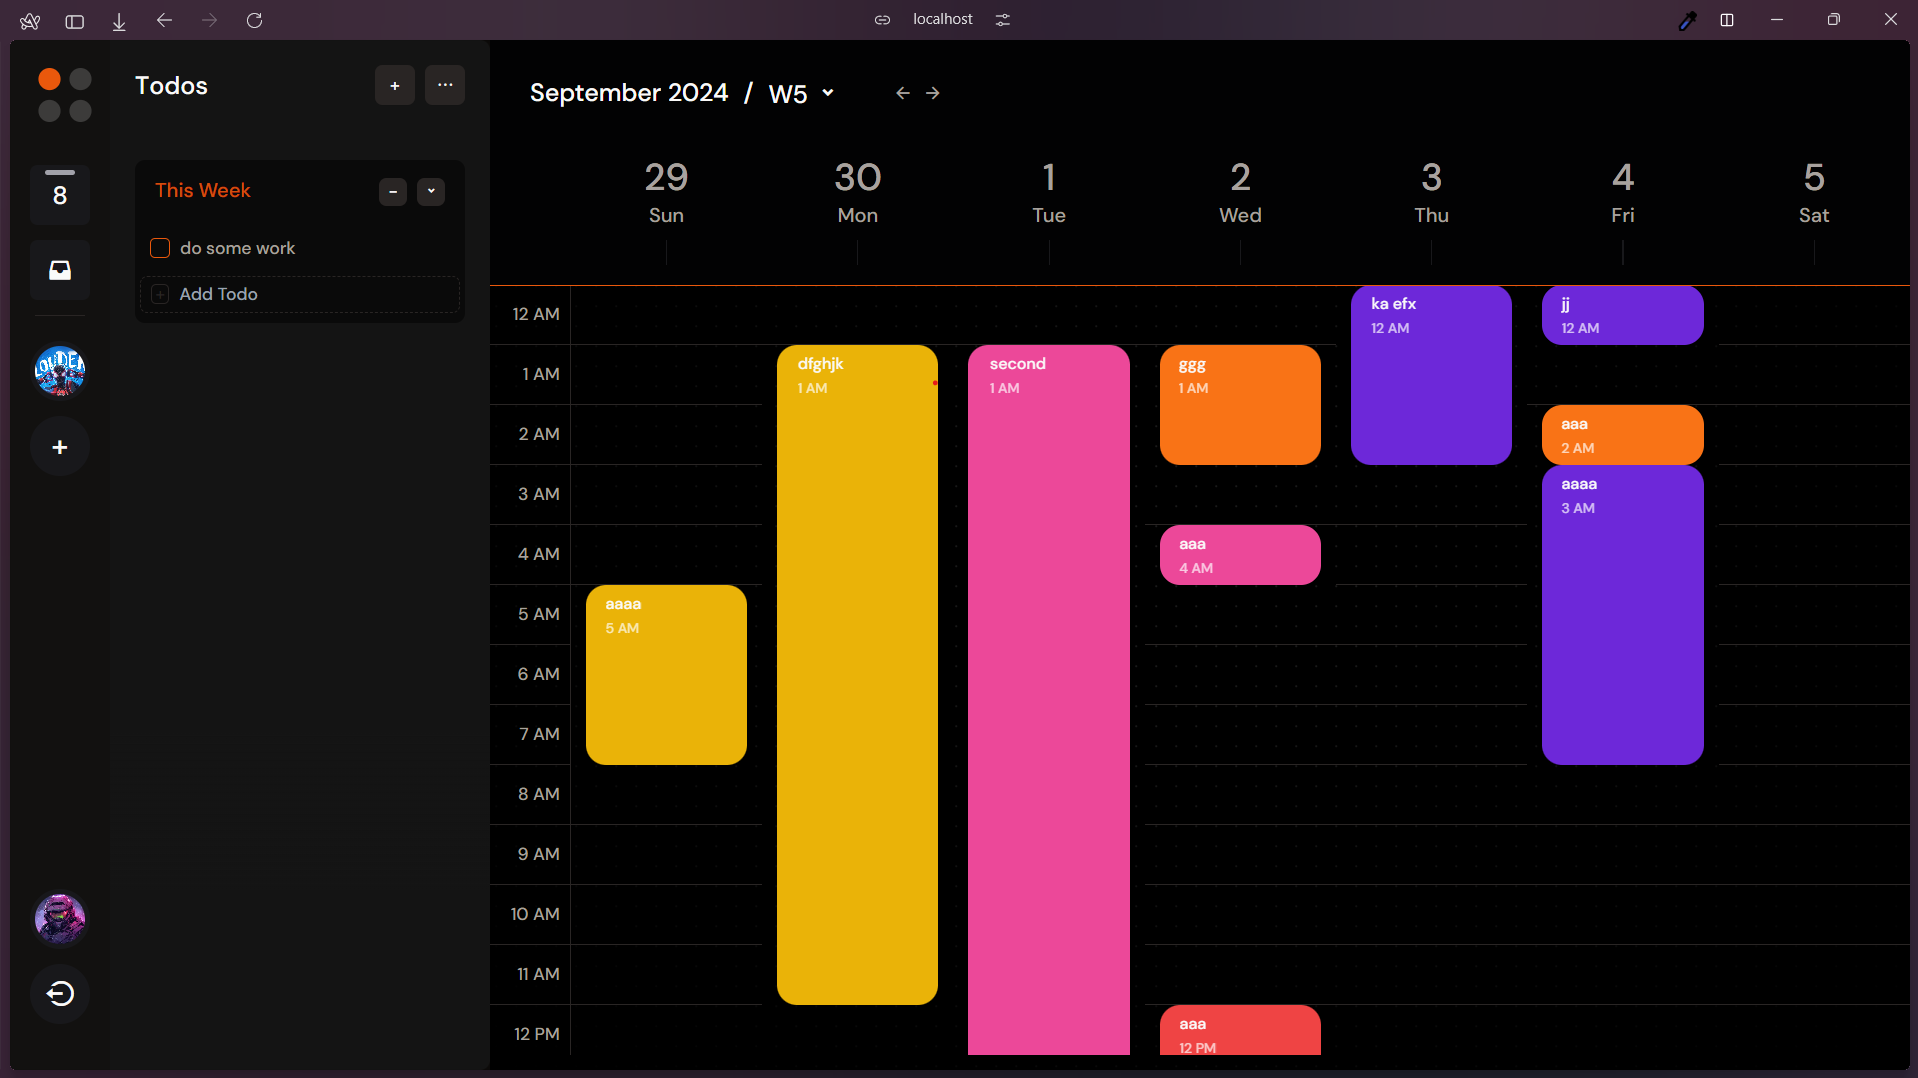 localhost
Todos
8
This Week
do some work
Add Todo
LOUDER
September 2024 / W5
29 30 1 2 3 4 5
Sun Mon Tue Wed Thu Fri Sat
12 AM
1 AM
2 AM
3 AM
4 AM
5 AM
6 AM
7 AM
8 AM
9 AM
10 AM
11 AM
12 PM
aaaa
5 AM
dfghjk
1 AM
second
1 AM
ggg
1 AM
aaa
4 AM
aaa
12 PM
ka efx
12 AM
jj
12 AM
aaa
2 AM
aaaa
3 AM